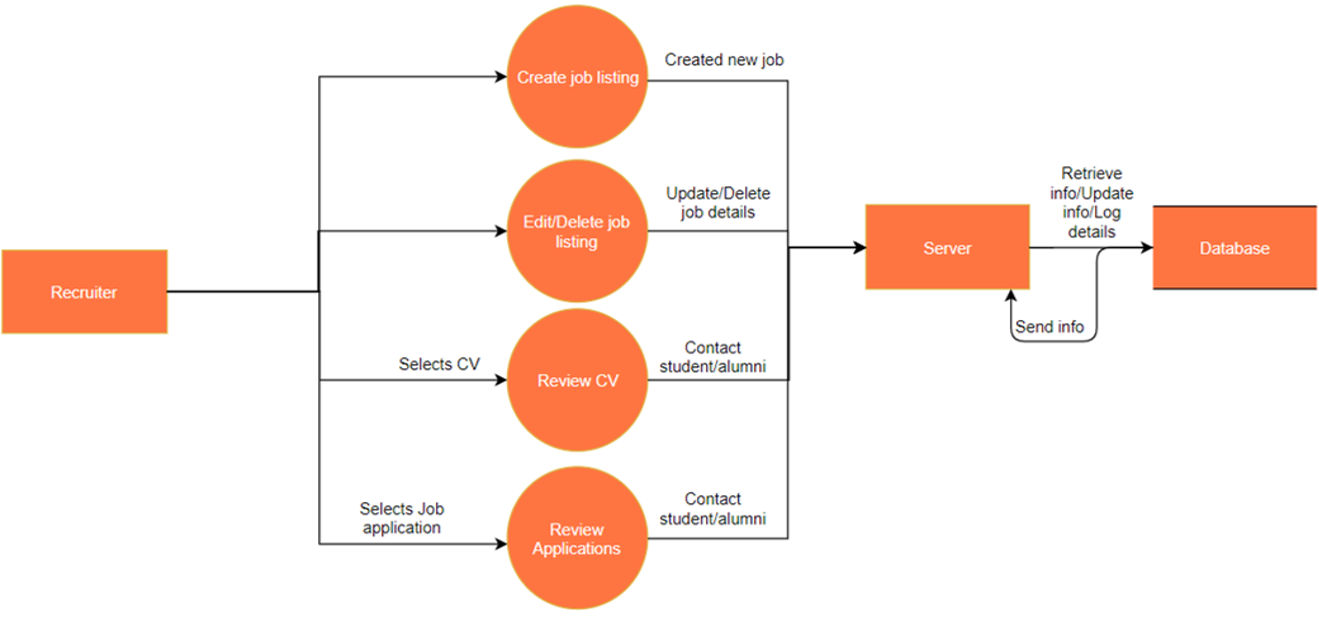 Create job listing
Created new job
Edit/Delete job
listing
Update/Delete
job details
Retrieve
info/Update
info/Log
details
Recruiter
Server
Database
Send info
Selects CV
Review CV
Contact
student/alumni
Selects Job
application
Review
Applications
Contact
student/alumni